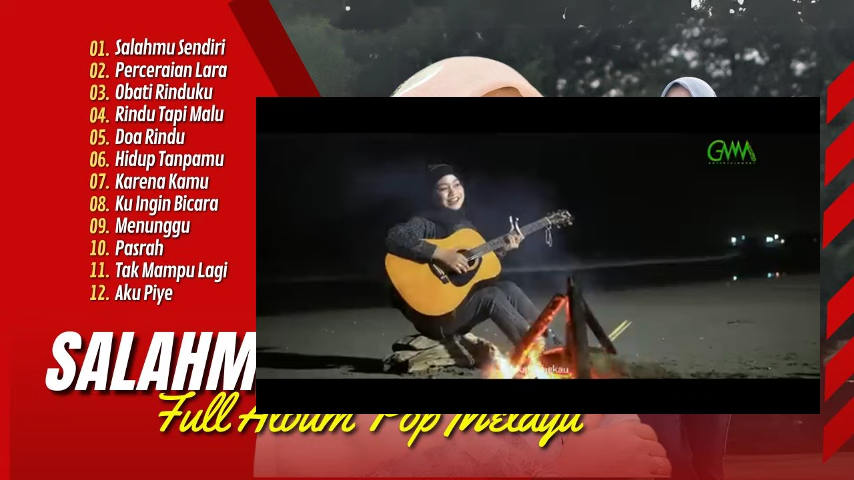 01. Salahmu Sendiri
02. Perceraian Lara
03. Obati Rinduku
04. Rindu Tapi Malu
05. Doa Rindu
06. Hidup Tanpamu
07. Karena Kamu
08. Ku Ingin Bicara
09. Menunggu
10. Pasrah
11. Tak Mampu Lagi
12. Aku Piye
GMM
ENTERTAINMENT
SALAHM
Full Album Pop Melayu